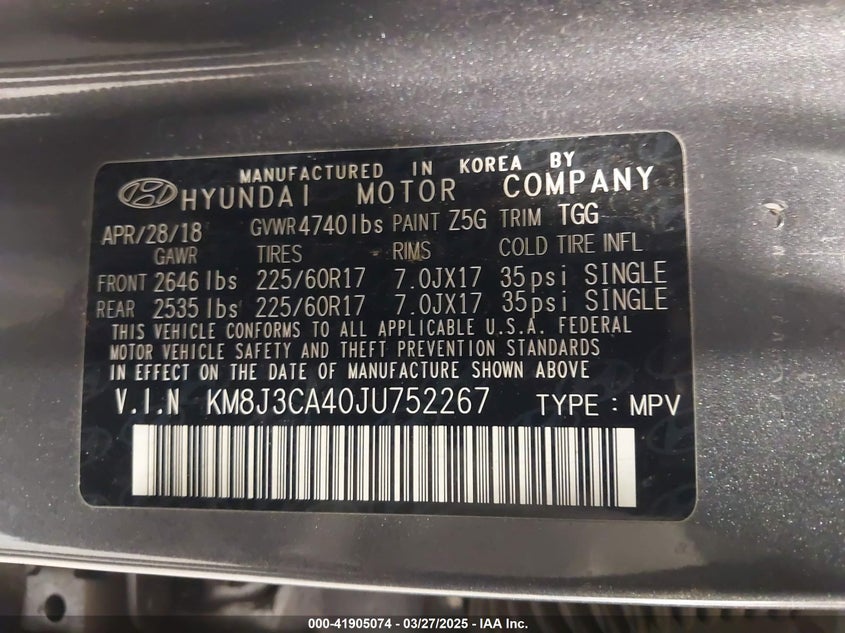 MANUFACTURED IN KOREA BY
HYUNDAI MOTOR COMPANY
APR/28/18 GVWR 4740 lbs PAINT Z5G TRIM TGG
GAWR TIRES RIMS COLD TIRE INFL
FRONT 2646 lbs 225/60R17 7.0JX17 35psi SINGLE
REAR 2535 lbs 225/60R17 7.0JX17 35psi SINGLE
THIS VEHICLE CONFORMS TO ALL APPLICABLE U.S.A. FEDERAL
MOTOR VEHICLE SAFETY AND THEFT PREVENTION STANDARDS
IN EFFECT ON THE DATE OF MANUFACTURE SHOWN ABOVE
V.I.N KM8J3CA40JU752267 TYPE : MPV
000-41905074 — 03/27/2025 — IAA Inc.